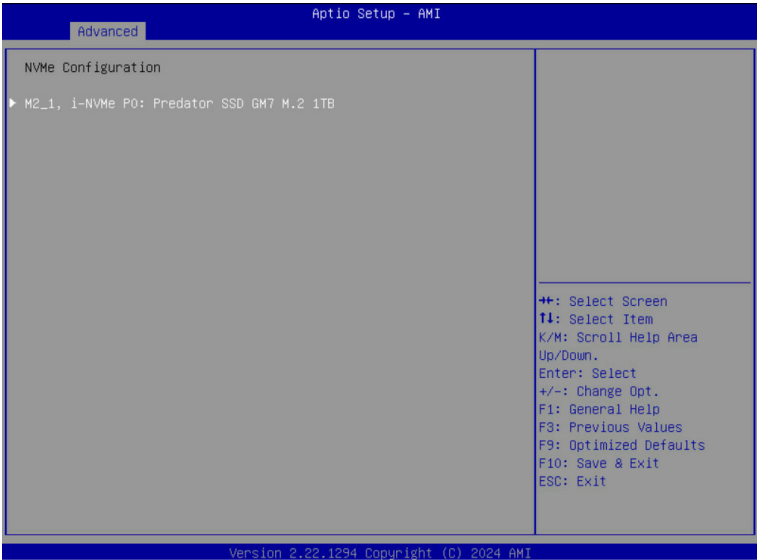 Aptio Setup - AMI
Advanced
NVMe Configuration
▶ M2_1, i-NVMe P0: Predator SSD GM7 M.2 1TB
→←: Select Screen
↑↓: Select Item
K/M: Scroll Help Area
Up/Down.
Enter: Select
+/-: Change Opt.
F1: General Help
F3: Previous Values
F9: Optimized Defaults
F10: Save & Exit
ESC: Exit
Version 2.22.1294 Copyright (C) 2024 AMI